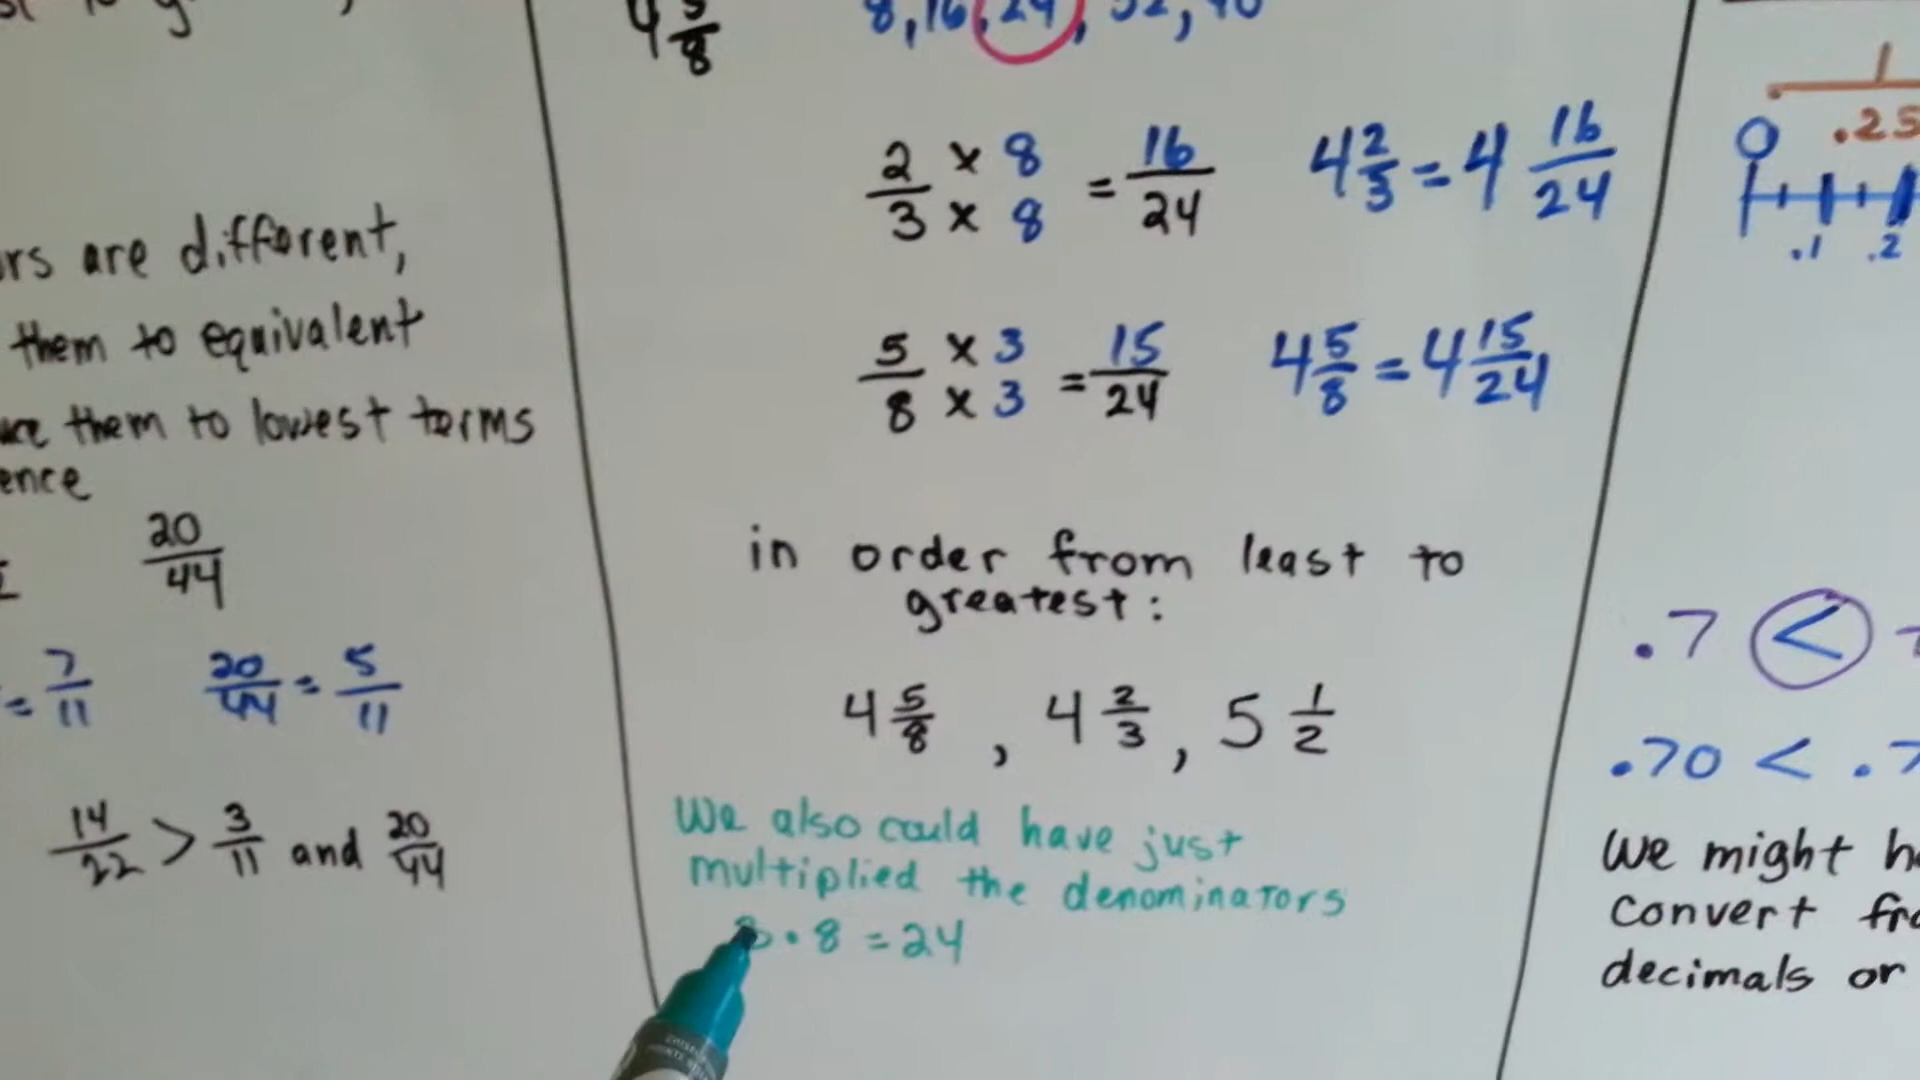 rs are different,
them to equivalent
them to lowest terms
ence
20/44
= 7/11 20/44 = 5/11
14/22 > 3/11 and 20/44
4 5/8 8, 16, 24, 32, 40
2/3 × 8/8 = 16/24 4 2/3 = 4 16/24
5/8 × 3/3 = 15/24 4 5/8 = 4 15/24
in order from least to
greatest:
4 5/8, 4 2/3, 5 1/2
We also could have just
multiplied the denominators
· 8 = 24
1
.25
0
.1 .2
.7 <
.70 < .7
We might
convert
decimals or